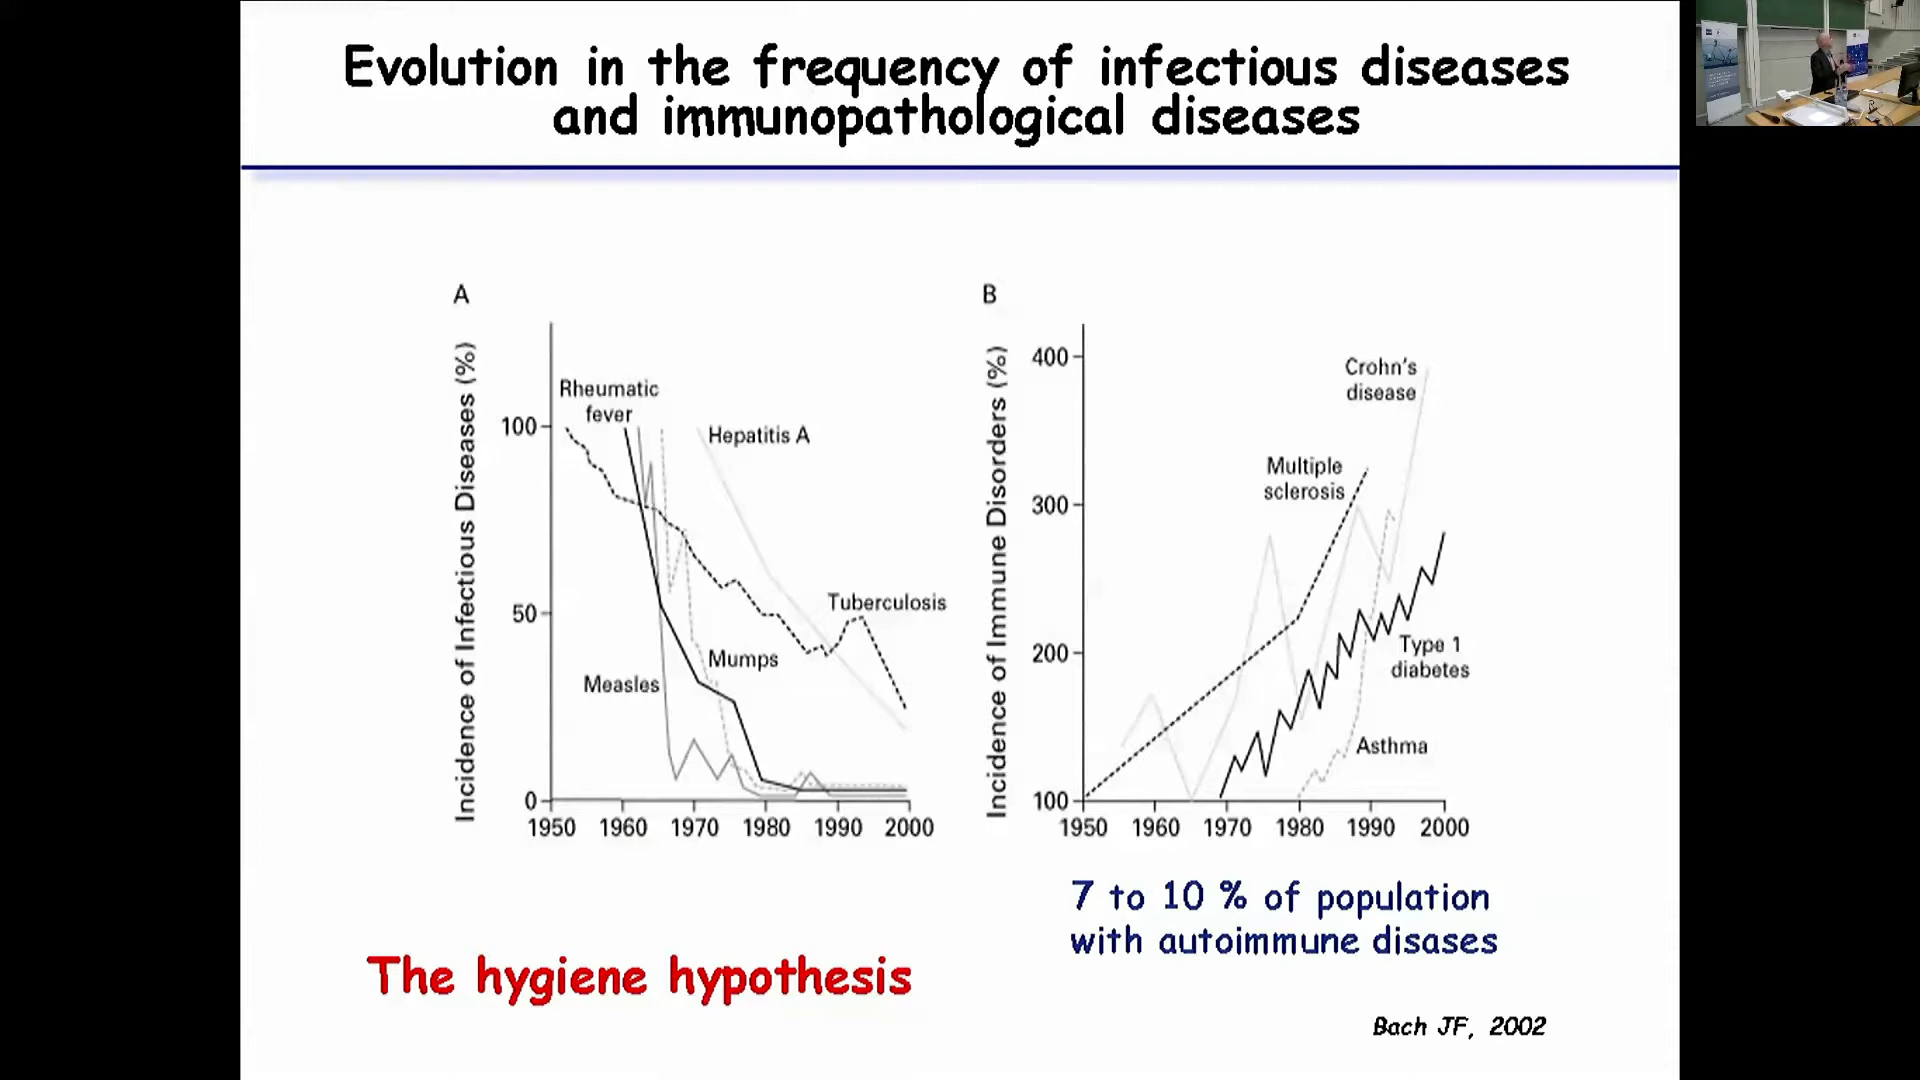 Evolution in the frequency of infectious diseases
and immunopathological diseases
A
Incidence of Infectious Diseases (%)
100
50
0
1950 1960 1970 1980 1990 2000
Rheumatic
fever
Hepatitis A
Tuberculosis
Mumps
Measles
B
Incidence of Immune Disorders (%)
400
300
200
100
1950 1960 1970 1980 1990 2000
Crohn's
disease
Multiple
sclerosis
Type 1
diabetes
Asthma
7 to 10 % of population
with autoimmune disases
The hygiene hypothesis
Bach JF, 2002